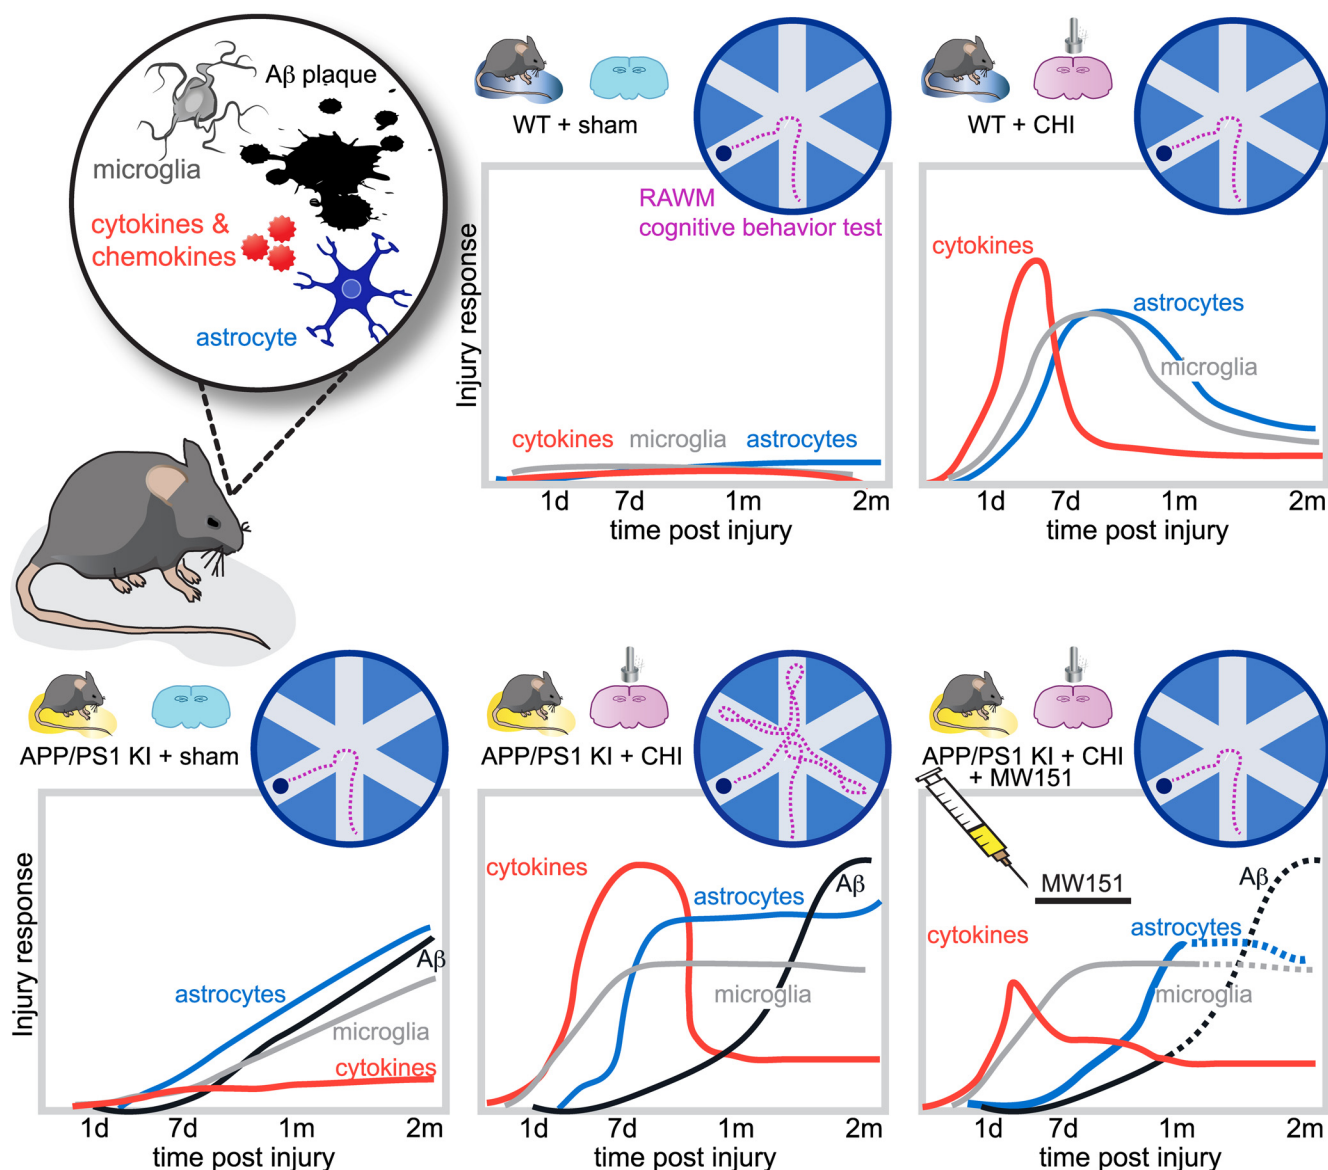 Aβ plaque
microglia
cytokines &
chemokines
astrocyte
WT + sham
RAWM
cognitive behavior test
Injury response
cytokines microglia astrocytes
1d 7d 1m 2m
time post injury
WT + CHI
cytokines
astrocytes
microglia
1d 7d 1m 2m
time post injury
APP/PS1 KI + sham
Injury response
astrocytes
Aβ
microglia
cytokines
1d 7d 1m 2m
time post injury
APP/PS1 KI + CHI
cytokines
Aβ
astrocytes
microglia
1d 7d 1m 2m
time post injury
APP/PS1 KI + CHI
+ MW151
MW151
Aβ
cytokines
astrocytes
microglia
1d 7d 1m 2m
time post injury